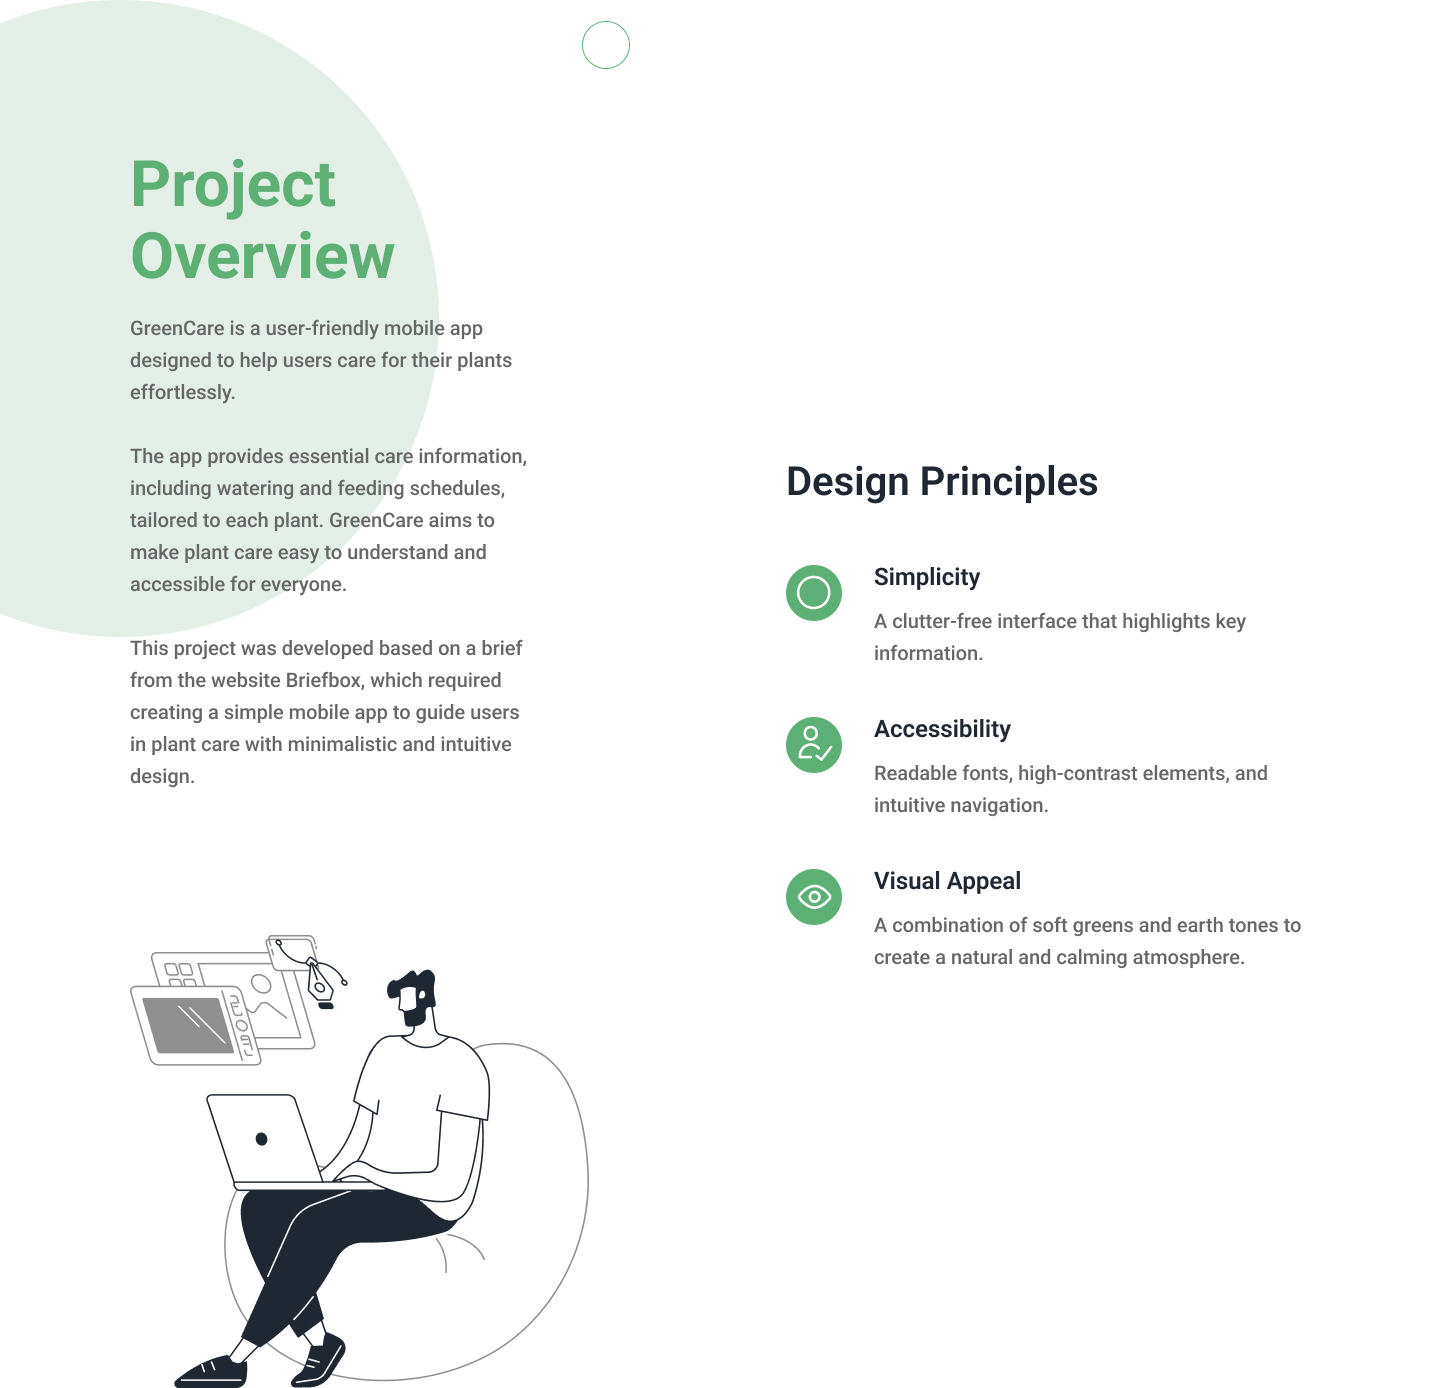 Project
Overview
GreenCare is a user-friendly mobile app
designed to help users care for their plants
effortlessly.
The app provides essential care information,
including watering and feeding schedules,
tailored to each plant. GreenCare aims to
make plant care easy to understand and
accessible for everyone.
This project was developed based on a brief
from the website Briefbox, which required
creating a simple mobile app to guide users
in plant care with minimalistic and intuitive
design.
Design Principles
Simplicity
A clutter-free interface that highlights key
information.
Accessibility
Readable fonts, high-contrast elements, and
intuitive navigation.
Visual Appeal
A combination of soft greens and earth tones to
create a natural and calming atmosphere.